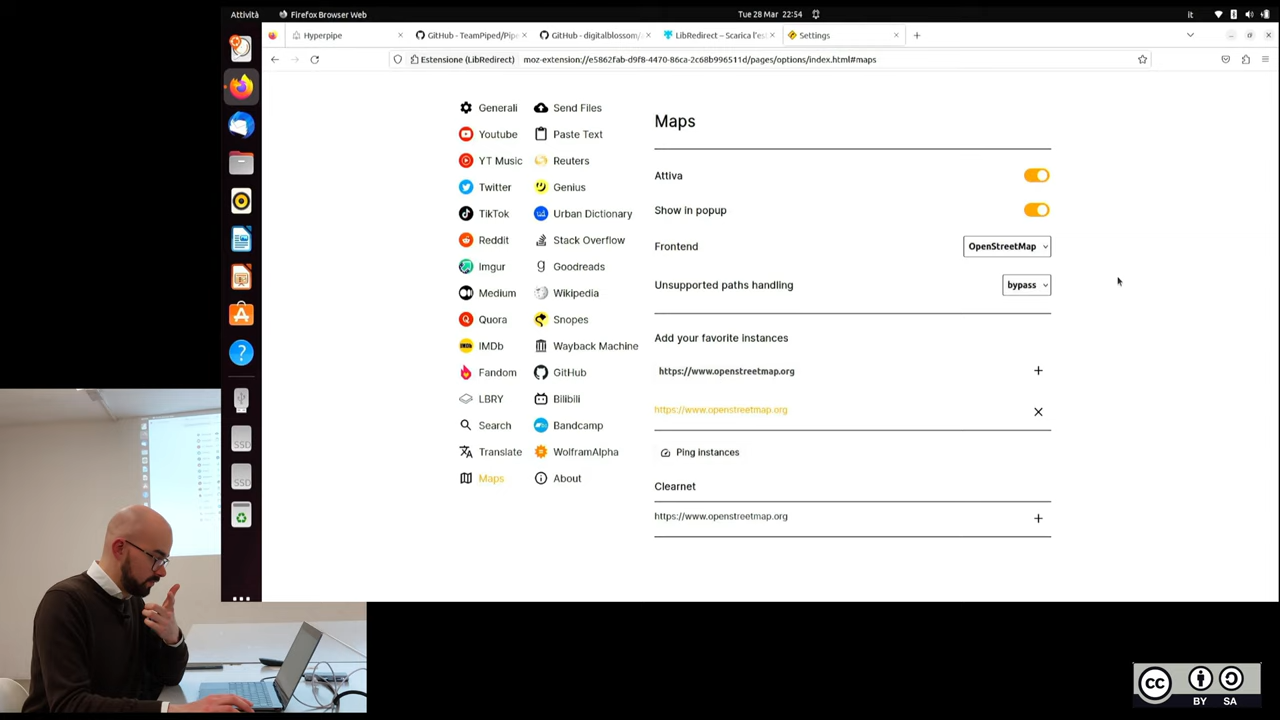 Attività
Firefox Browser Web
Tue 28 Mar 22:54
it
Hyperpipe
GitHub - TeamPiped/Pipe
GitHub - digitalblossom/
LibRedirect – Scarica l'est
Settings
Estensione (LibRedirect)
moz-extension://e5862fab-d9f8-4470-86ca-2c68b996511d/pages/options/index.html#maps
Generali
Send Files
Youtube
Paste Text
YT Music
Reuters
Twitter
Genius
TikTok
Urban Dictionary
Reddit
Stack Overflow
Imgur
Goodreads
Medium
Wikipedia
Quora
Snopes
IMDb
Wayback Machine
Fandom
GitHub
LBRY
Bilibili
Search
Bandcamp
Translate
WolframAlpha
Maps
About
Maps
Attiva
Show in popup
Frontend
OpenStreetMap
Unsupported paths handling
bypass
Add your favorite instances
https://www.openstreetmap.org
https://www.openstreetmap.org
Ping instances
Clearnet
https://www.openstreetmap.org
SSD
SSD
cc
BY SA